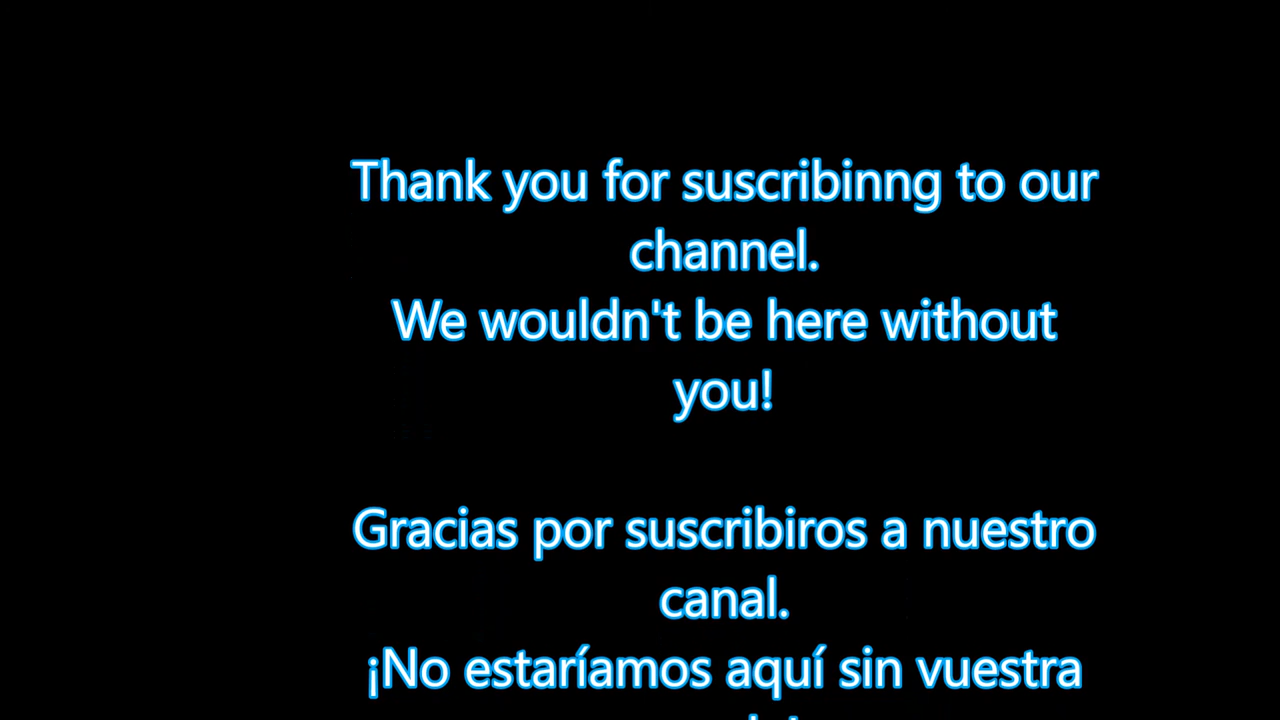 Thank you for suscribinng to our
channel.
We wouldn't be here without
you!
Gracias por suscribiros a nuestro
canal.
¡No estaríamos aquí sin vuestra